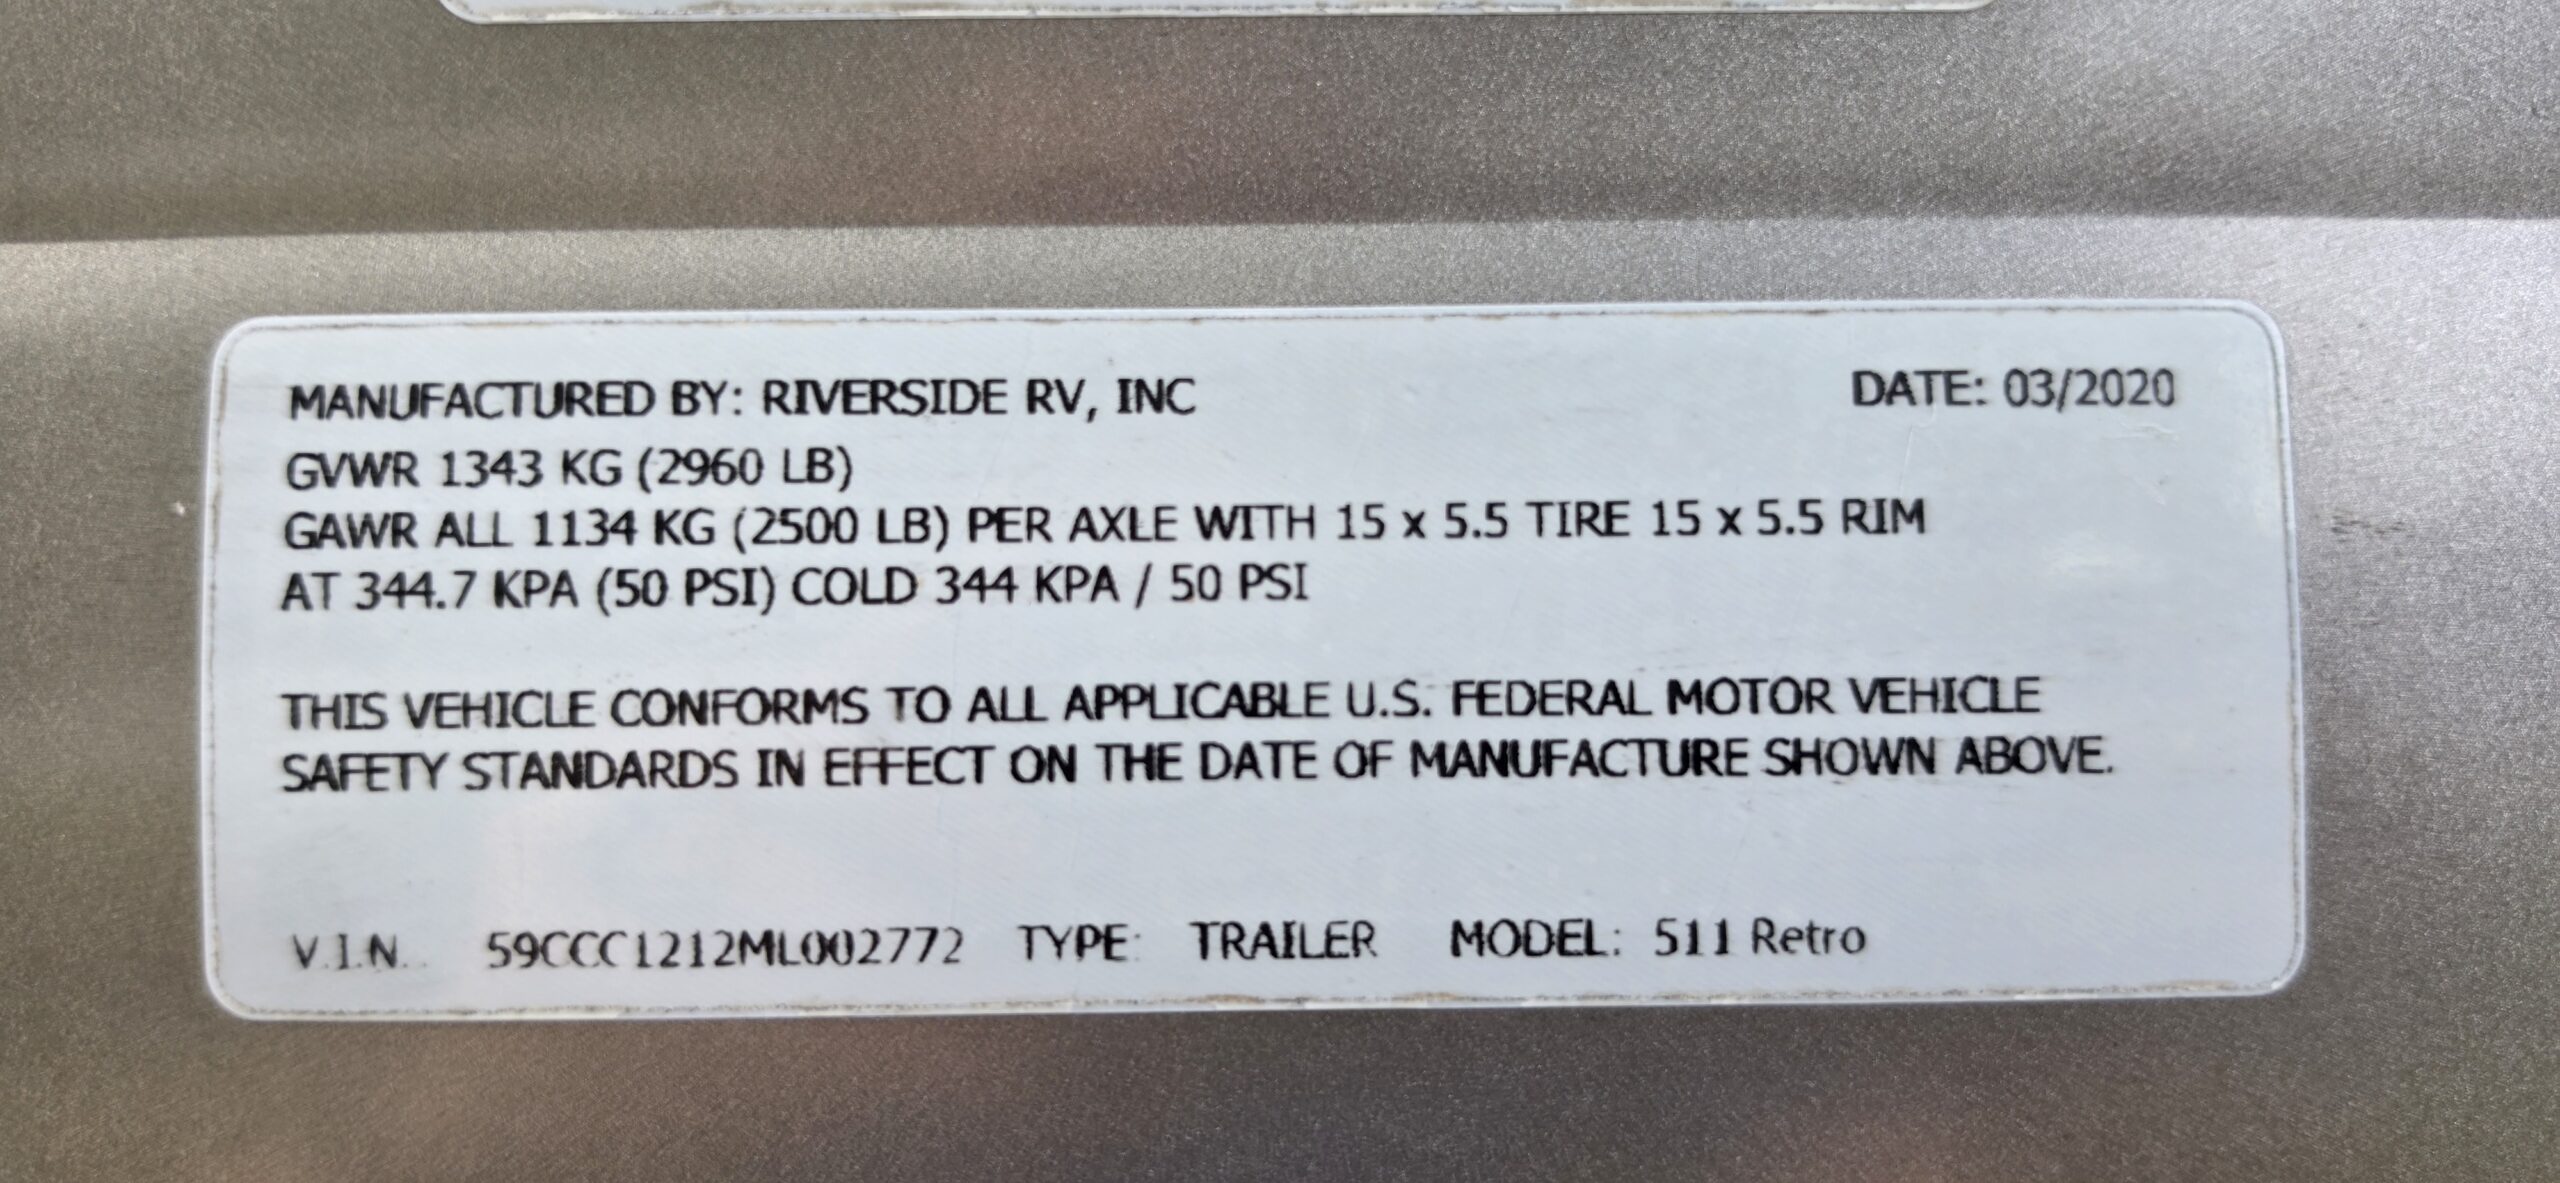 MANUFACTURED BY: RIVERSIDE RV, INC DATE: 03/2020
GVWR 1343 KG (2960 LB)
GAWR ALL 1134 KG (2500 LB) PER AXLE WITH 15 x 5.5 TIRE 15 x 5.5 RIM
AT 344.7 KPA (50 PSI) COLD 344 KPA / 50 PSI
THIS VEHICLE CONFORMS TO ALL APPLICABLE U.S. FEDERAL MOTOR VEHICLE
SAFETY STANDARDS IN EFFECT ON THE DATE OF MANUFACTURE SHOWN ABOVE.
V.I.N. 59CCC1212ML002772 TYPE: TRAILER MODEL: 511 Retro